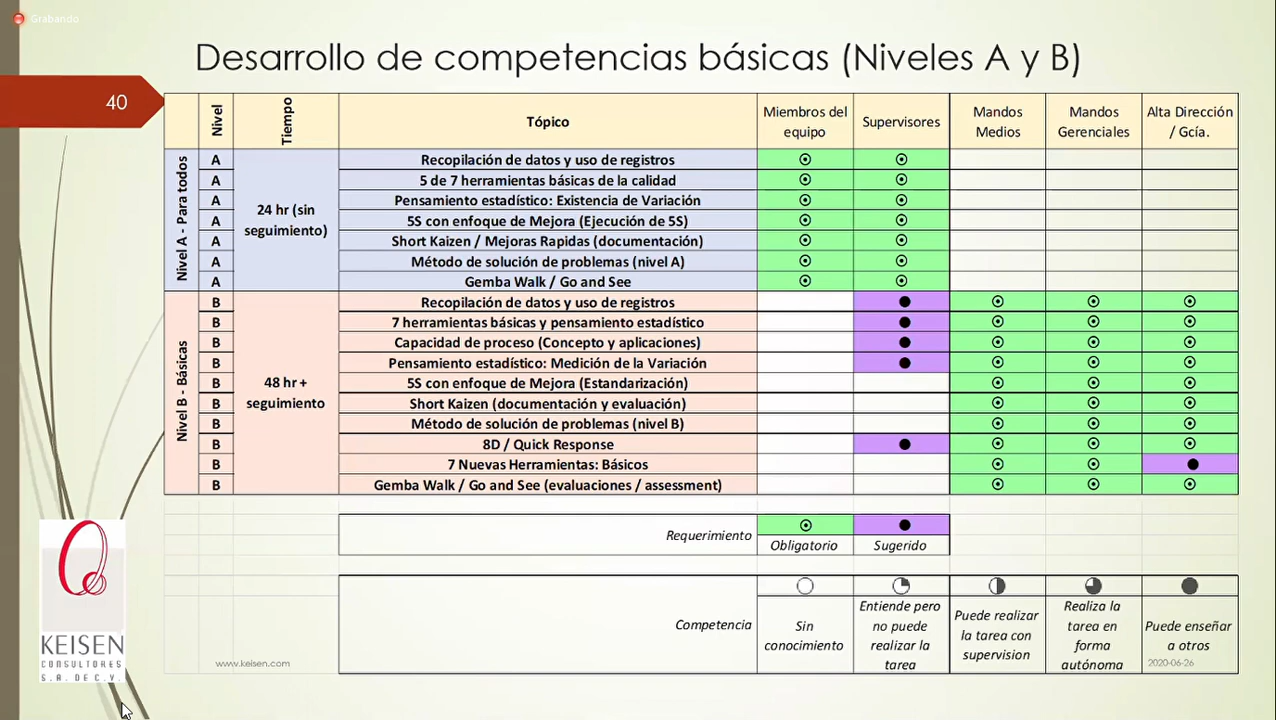 Grabando
Desarrollo de competencias básicas (Niveles A y B)
40
Nivel
Tiempo
Tópico
Miembros del
equipo
Supervisores
Mandos
Medios
Mandos
Gerenciales
Alta Dirección
/ Gcía.
Nivel A - Para todos
24 hr (sin
seguimiento)
A Recopilación de datos y uso de registros
A 5 de 7 herramientas básicas de la calidad
A Pensamiento estadístico: Existencia de Variación
A 5S con enfoque de Mejora (Ejecución de 5S)
A Short Kaizen / Mejoras Rapidas (documentación)
A Método de solución de problemas (nivel A)
A Gemba Walk / Go and See
Nivel B - Básicas
48 hr +
seguimiento
B Recopilación de datos y uso de registros
B 7 herramientas básicas y pensamiento estadístico
B Capacidad de proceso (Concepto y aplicaciones)
B Pensamiento estadístico: Medición de la Variación
B 5S con enfoque de Mejora (Estandarización)
B Short Kaizen (documentación y evaluación)
B Método de solución de problemas (nivel B)
B 8D / Quick Response
B 7 Nuevas Herramientas: Básicos
B Gemba Walk / Go and See (evaluaciones / assessment)
Requerimiento
Obligatorio
Sugerido
Competencia
Sin
conocimiento
Entiende pero
no puede
realizar la
tarea
Puede realizar
la tarea con
supervision
Realiza la
tarea en
forma
autónoma
Puede enseñar
a otros
KEISEN
CONSULTORES
S.A. DE C.V.
www.keisen.com
2020-06-26